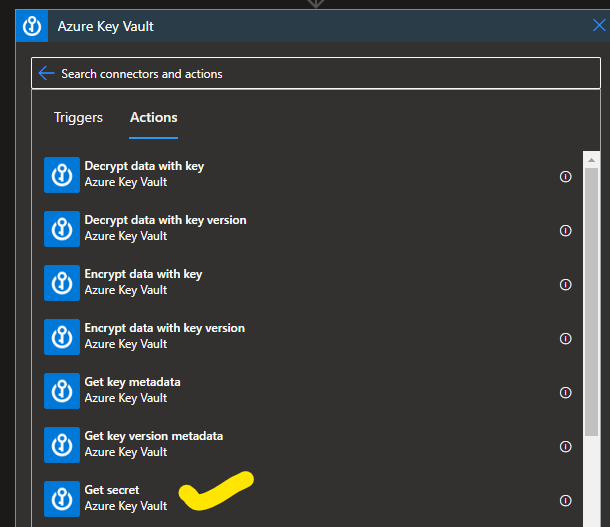 Azure Key Vault
Search connectors and actions
Triggers Actions
Decrypt data with key
Azure Key Vault
Decrypt data with key version
Azure Key Vault
Encrypt data with key
Azure Key Vault
Encrypt data with key version
Azure Key Vault
Get key metadata
Azure Key Vault
Get key version metadata
Azure Key Vault
Get secret
Azure Key Vault